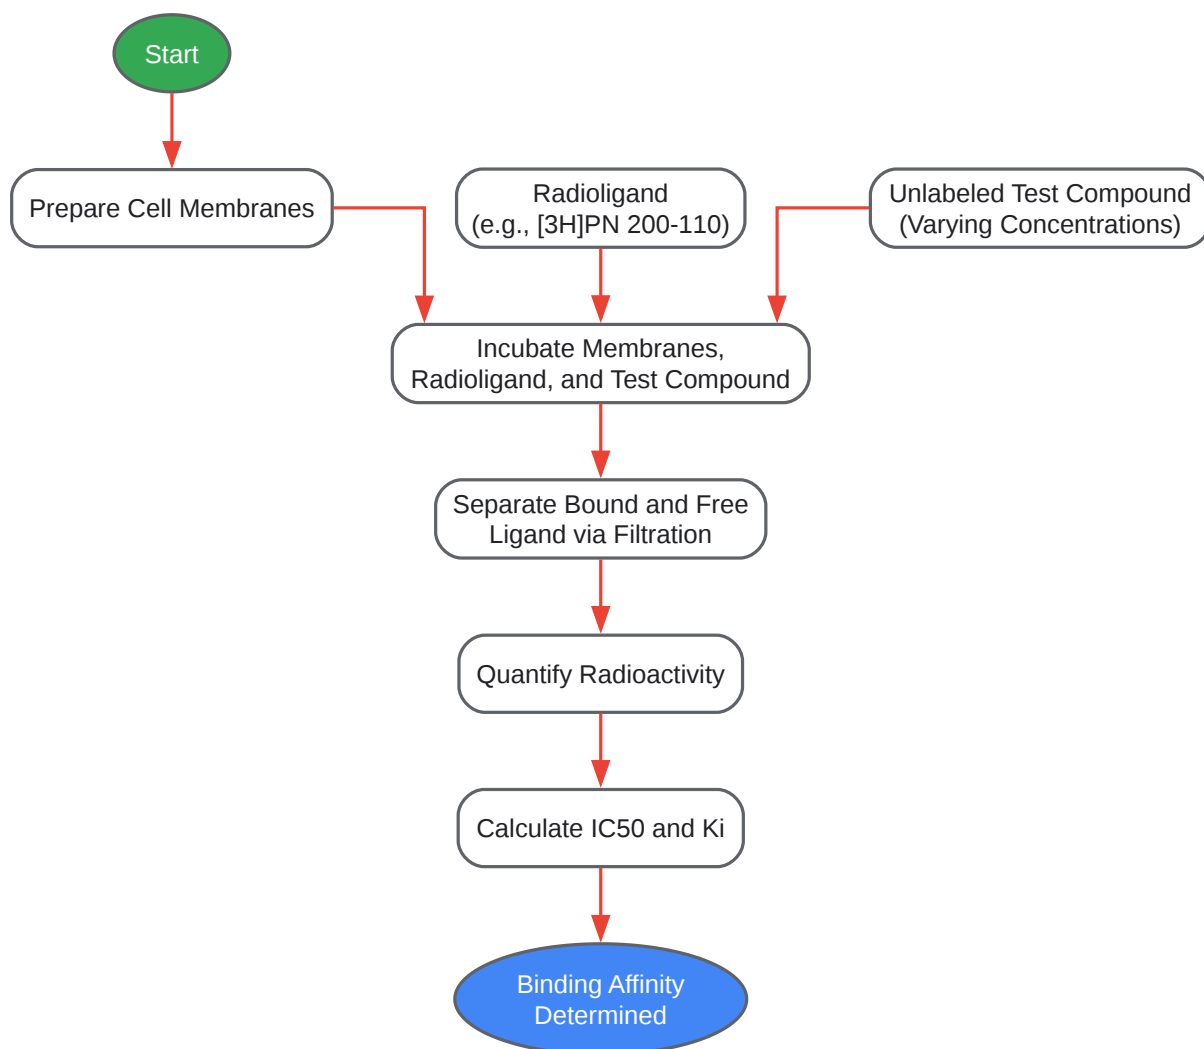 Start
Prepare Cell Membranes
Radioligand
(e.g., [3H]PN 200-110)
Unlabeled Test Compound
(Varying Concentrations)
Incubate Membranes,
Radioligand, and Test Compound
Separate Bound and Free
Ligand via Filtration
Quantify Radioactivity
Calculate IC50 and Ki
Binding Affinity
Determined